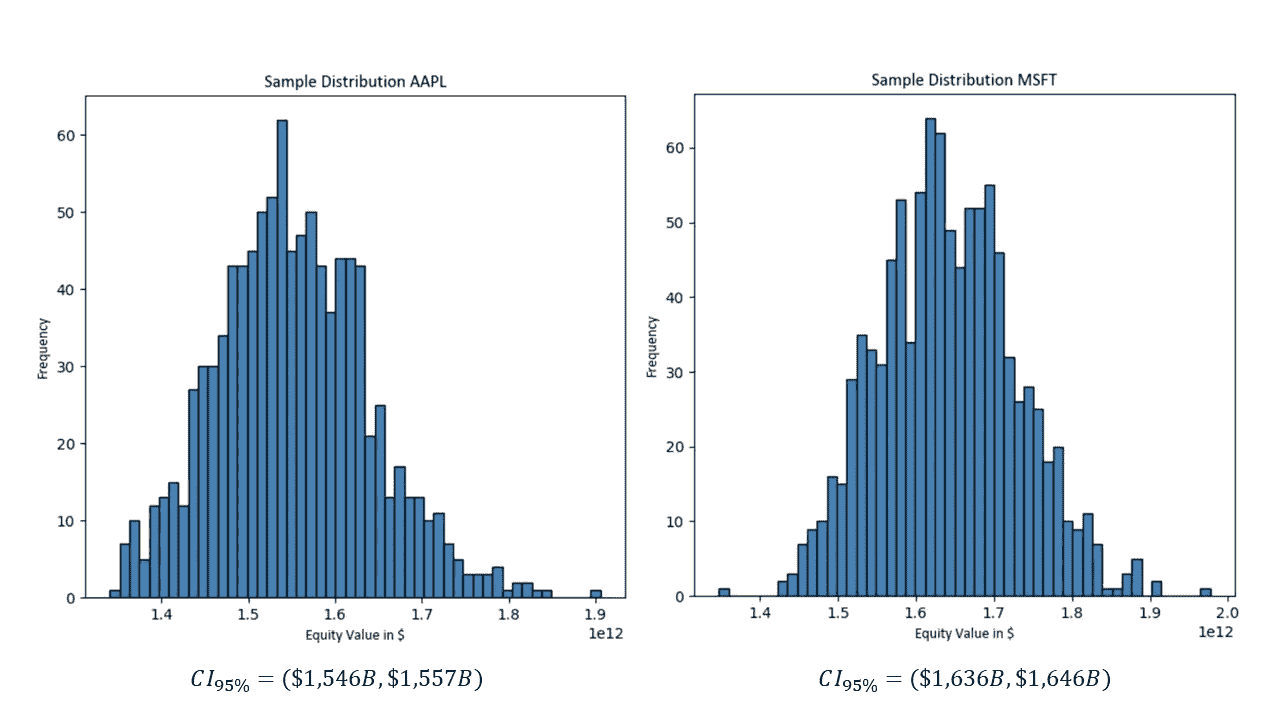 Sample Distribution AAPL
60
50
40
30
20
10
0
Frequency
1.4 1.5 1.6 1.7 1.8 1.9
1e12
Equity Value in $
CI95% = ($1,546B, $1,557B)
Sample Distribution MSFT
60
50
40
30
20
10
0
Frequency
1.4 1.5 1.6 1.7 1.8 1.9 2.0
1e12
Equity Value in $
CI95% = ($1,636B, $1,646B)